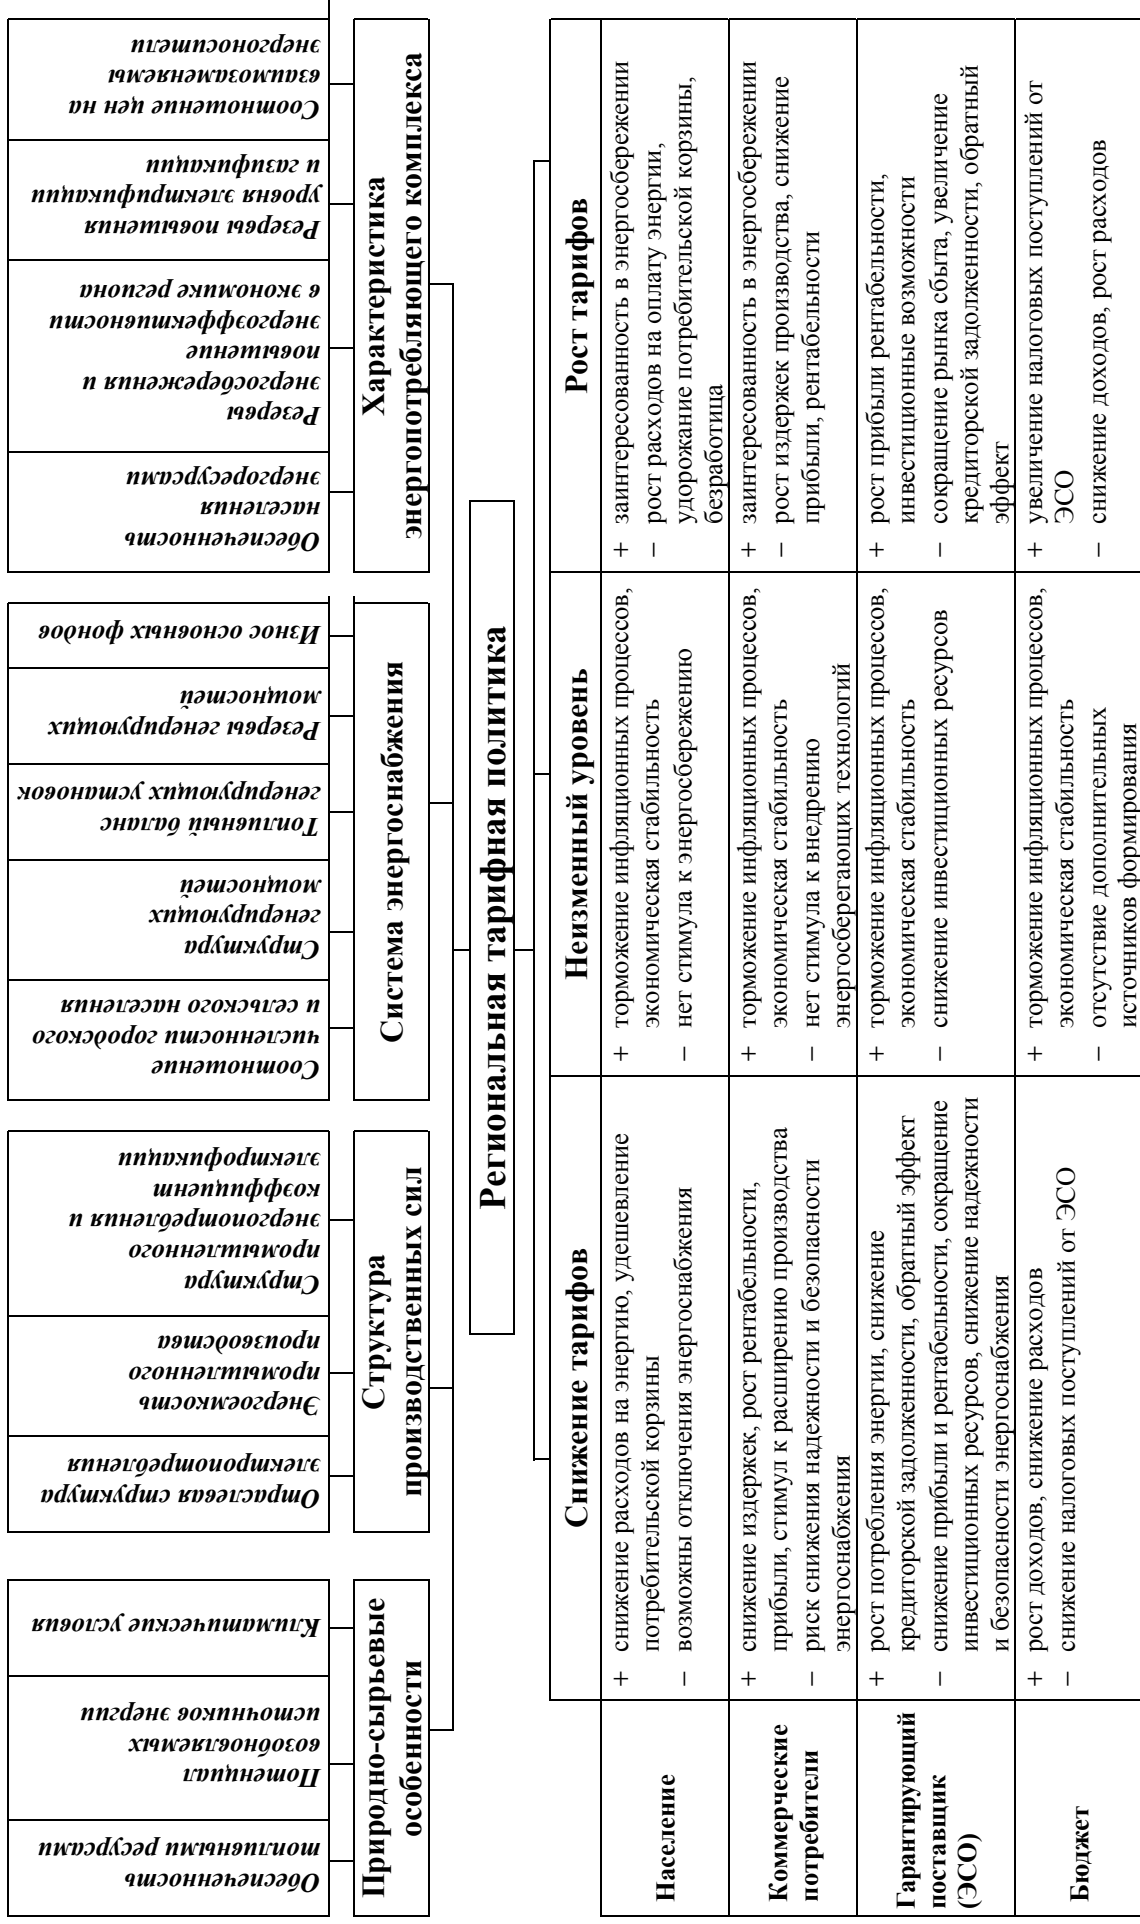 Обеспеченность
топливными ресурсами
Потенциал
возобновляемых
источников энергии
Климатические условия
Отраслевая структура
электропотребления
Энергоемкость
промышленного
производства
Структура
промышленного
энергопотребления и
коэффициент
электрофикации
Соотношение
численности городского
и сельского населения
Структура
генерирующих
мощностей
Топливный баланс
генерирующих установок
Резервы генерирующих
мощностей
Износ основных фондов
Обеспеченность
населения
энергоресурсами
Резервы
энергосбережения и
повышение
энергоэффективности
в экономике региона
Резервы повышения
уровня электрификации
и газификации
Соотношение цен на
взаимозаменяемы
энергоносители
Природно-сырьевые
особенности
Структура
производственных сил
Система энергоснабжения
Характеристика
энергопотребляющего комплекса
Региональная тарифная политика
Снижение тарифов
Неизменный уровень
Рост тарифов
Население
+ снижение расходов на энергию, удешевление
потребительской корзины
− возможны отключения энергоснабжения
+ торможение инфляционных процессов,
экономическая стабильность
− нет стимула к энергосбережению
+ заинтересованность в энергосбережении
− рост расходов на оплату энергии,
удорожание потребительской корзины,
безработица
Коммерческие
потребители
+ снижение издержек, рост рентабельности,
прибыли, стимул к расширению производства
− риск снижения надежности и безопасности
энергоснабжения
+ торможение инфляционных процессов,
экономическая стабильность
− нет стимула к внедрению
энергосберегающих технологий
+ заинтересованность в энергосбережении
− рост издержек производства, снижение
прибыли, рентабельности
Гарантирующий
поставщик
(ЭСО)
+ рост потребления энергии, снижение
кредиторской задолженности, обратный эффект
− снижение прибыли и рентабельности, сокращение
инвестиционных ресурсов, снижение надежности
и безопасности энергоснабжения
+ торможение инфляционных процессов,
экономическая стабильность
− снижение инвестиционных ресурсов
+ рост прибыли рентабельности,
инвестиционные возможности
− сокращение рынка сбыта, увеличение
кредиторской задолженности, обратный
эффект
Бюджет
+ рост доходов, снижение расходов
− снижение налоговых поступлений от ЭСО
+ торможение инфляционных процессов,
экономическая стабильность
− отсутствие дополнительных
источников формирования
+ увеличение налоговых поступлений от
ЭСО
− снижение доходов, рост расходов